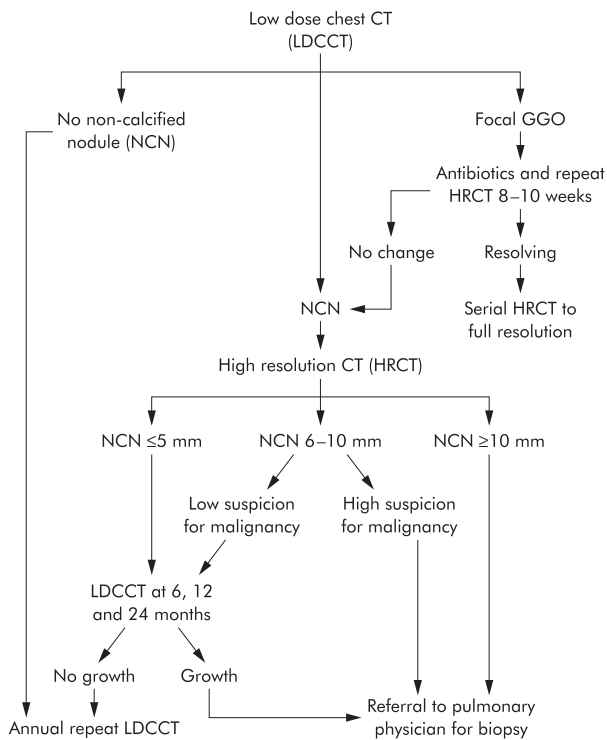 Low dose chest CT
(LDCCT)
No non-calcified
nodule (NCN)
Focal GGO
Antibiotics and repeat
HRCT 8–10 weeks
No change
Resolving
NCN
Serial HRCT to
full resolution
High resolution CT (HRCT)
NCN ≤5 mm
NCN 6–10 mm
NCN ≥10 mm
Low suspicion
for malignancy
High suspicion
for malignancy
LDCCT at 6, 12
and 24 months
No growth
Growth
Annual repeat LDCCT
Referral to pulmonary
physician for biopsy